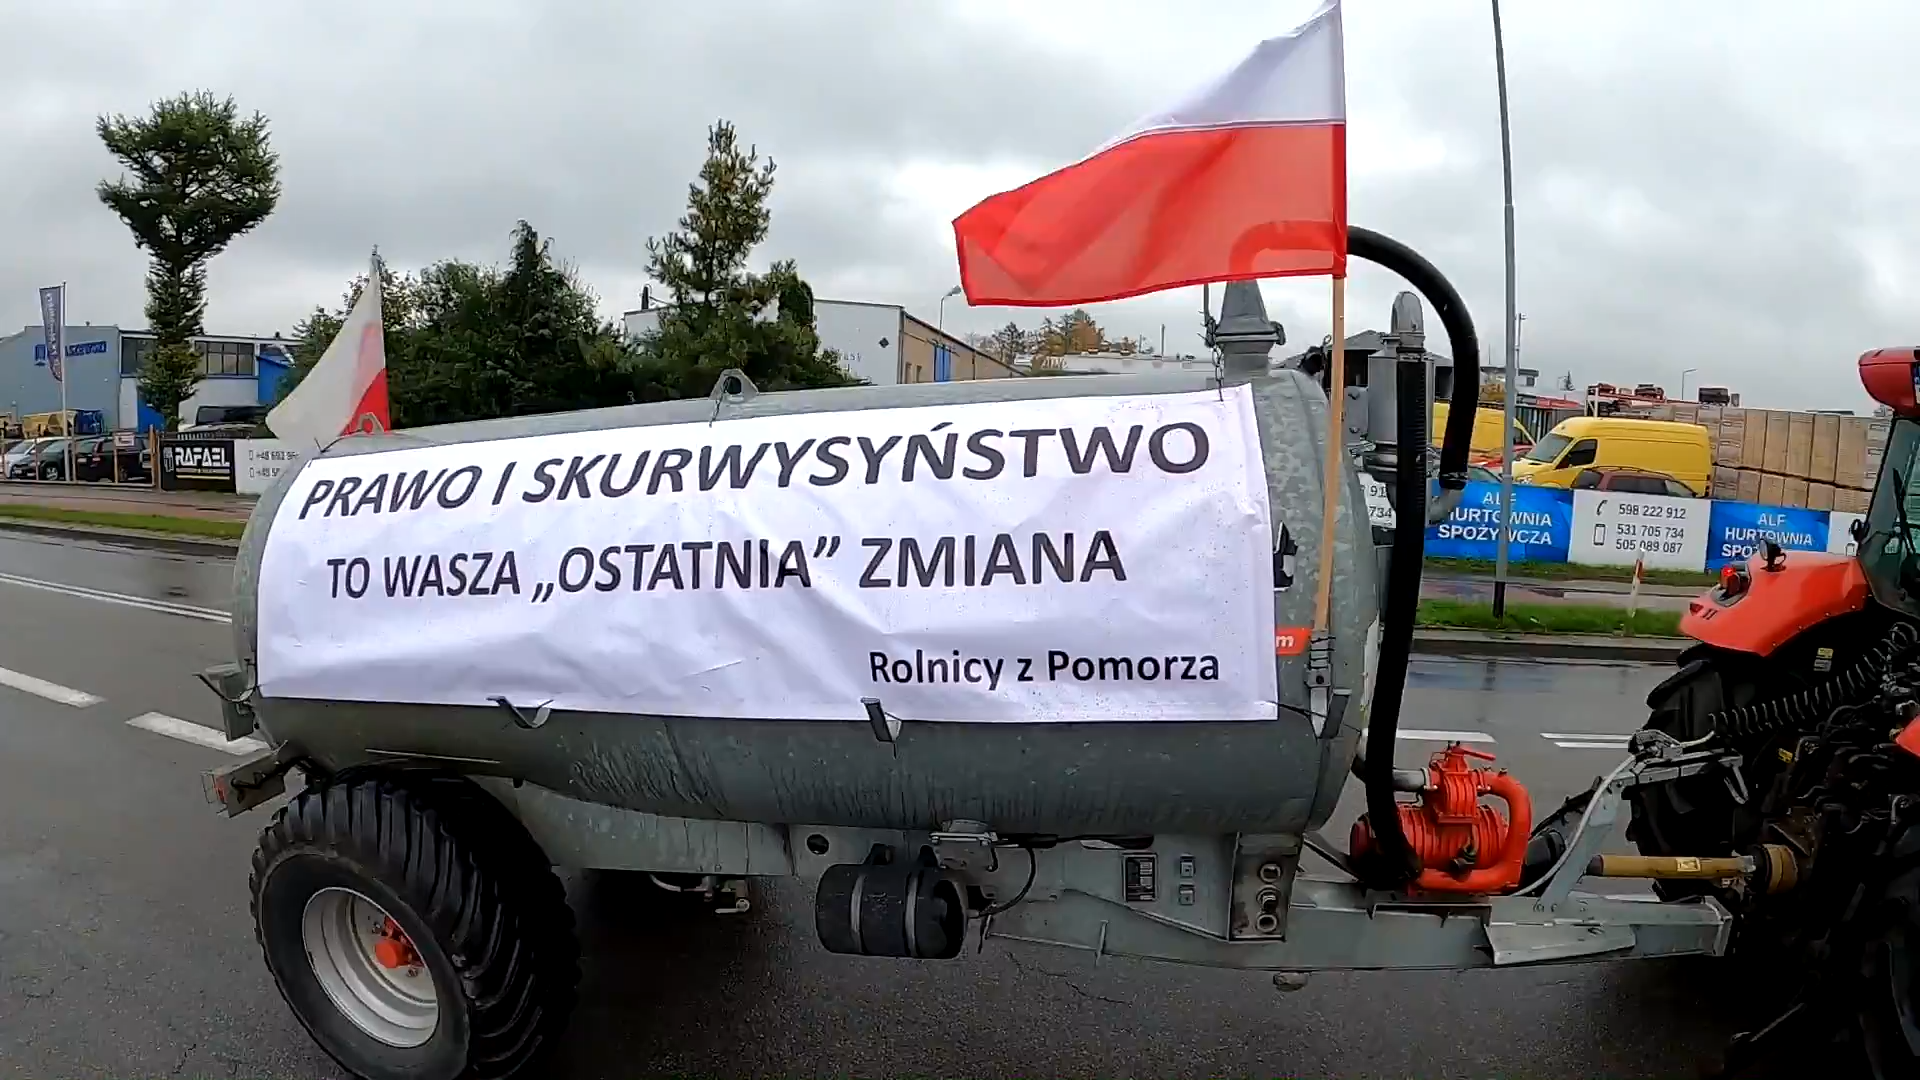 PRAWO I SKURWYSYŃSTWO
TO WASZA „OSTATNIA” ZMIANA
Rolnicy z Pomorza
RAFAEL
ALF
HURTOWNIA
SPOŻYWCZA
598 222 912
531 705 734
505 089 087
ALF
HURTOWNIA